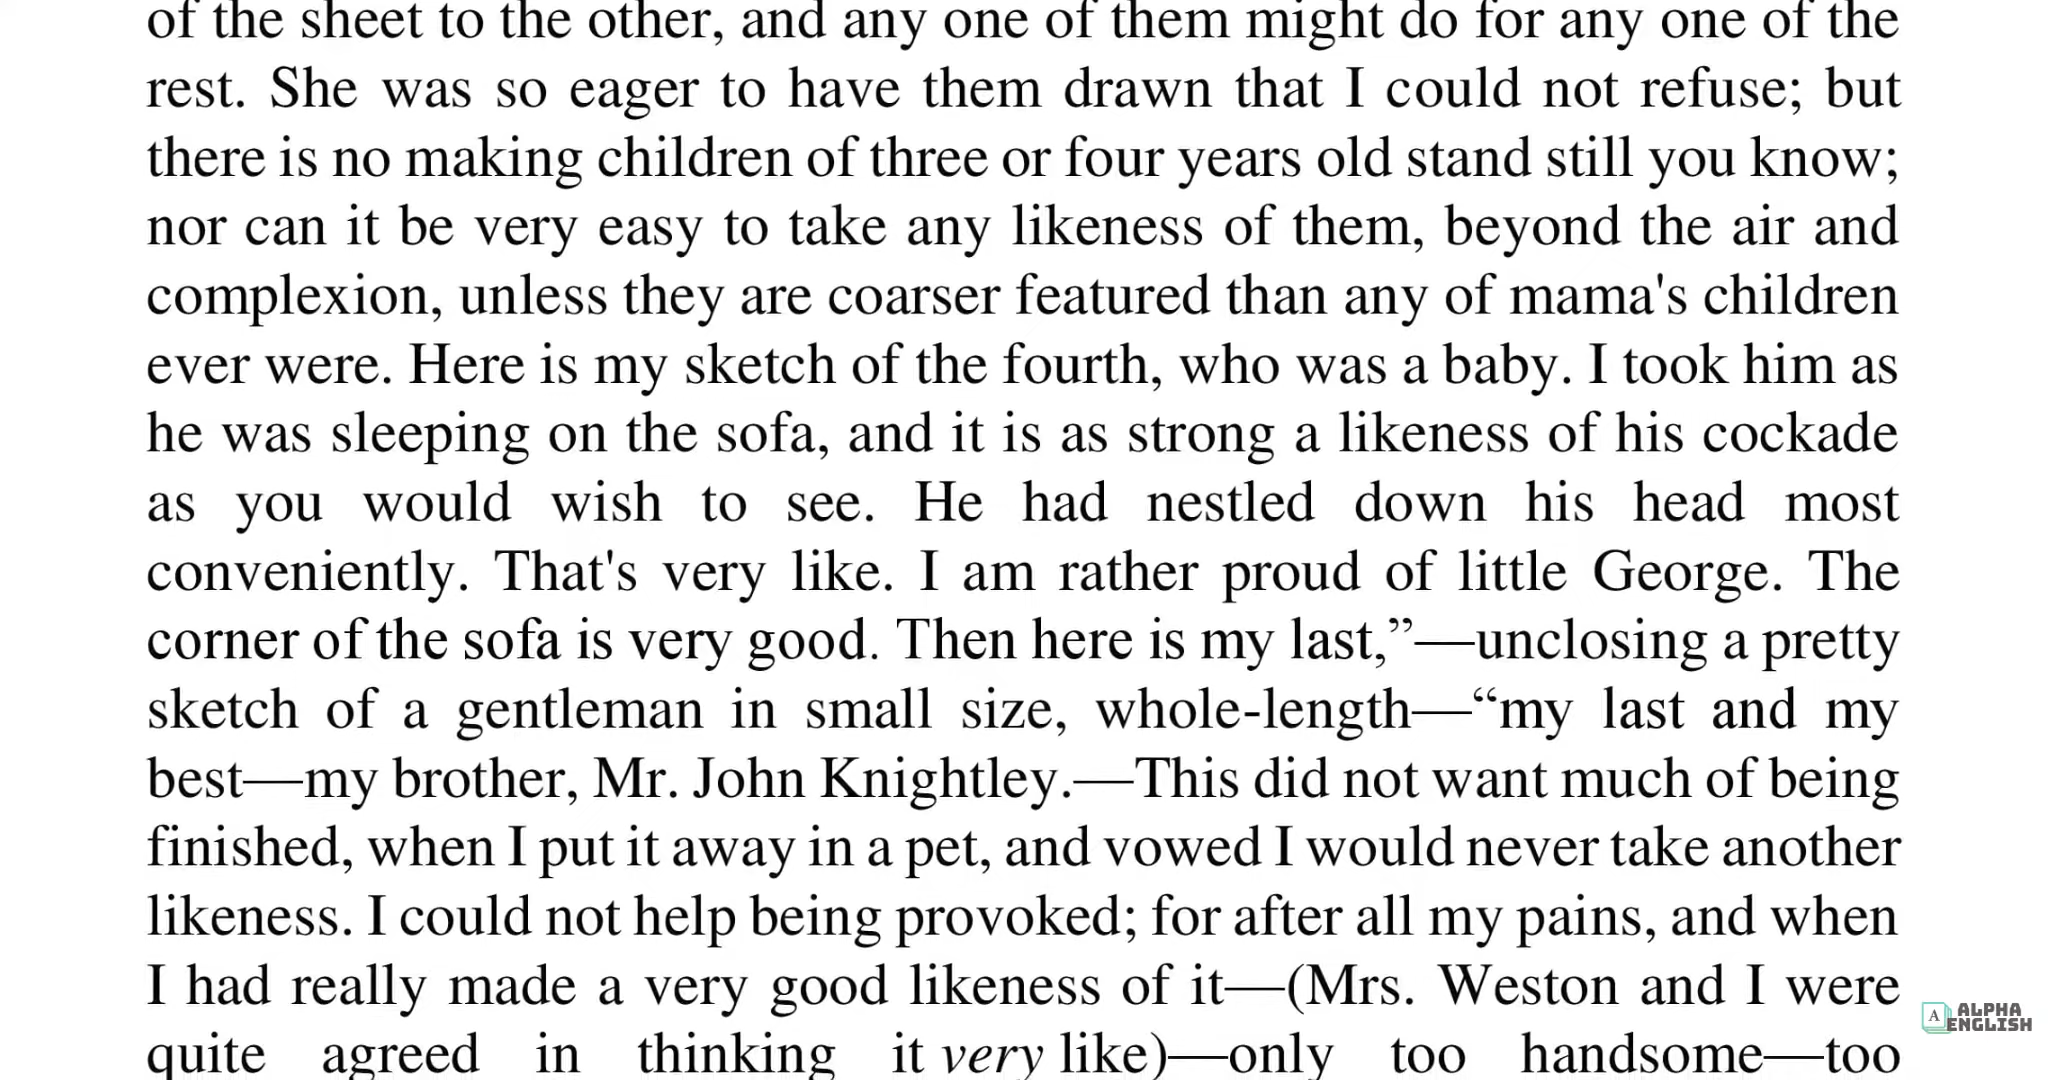 of the sheet to the other, and any one of them might do for any one of the
rest. She was so eager to have them drawn that I could not refuse; but
there is no making children of three or four years old stand still you know;
nor can it be very easy to take any likeness of them, beyond the air and
complexion, unless they are coarser featured than any of mama's children
ever were. Here is my sketch of the fourth, who was a baby. I took him as
he was sleeping on the sofa, and it is as strong a likeness of his cockade
as you would wish to see. He had nestled down his head most
conveniently. That's very like. I am rather proud of little George. The
corner of the sofa is very good. Then here is my last,”—unclosing a pretty
sketch of a gentleman in small size, whole-length—“my last and my
best—my brother, Mr. John Knightley.—This did not want much of being
finished, when I put it away in a pet, and vowed I would never take another
likeness. I could not help being provoked; for after all my pains, and when
I had really made a very good likeness of it—(Mrs. Weston and I were
quite agreed in thinking it very like)—only too handsome—too
A ALPHA
ENGLISH